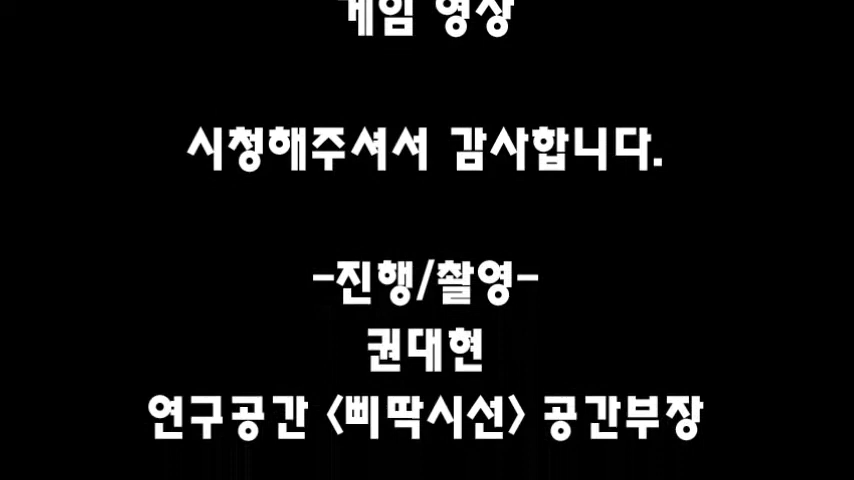 게임 영상
시청해주셔서 감사합니다.
-진행/촬영-
권대현
연구공간 <삐딱시선> 공간부장